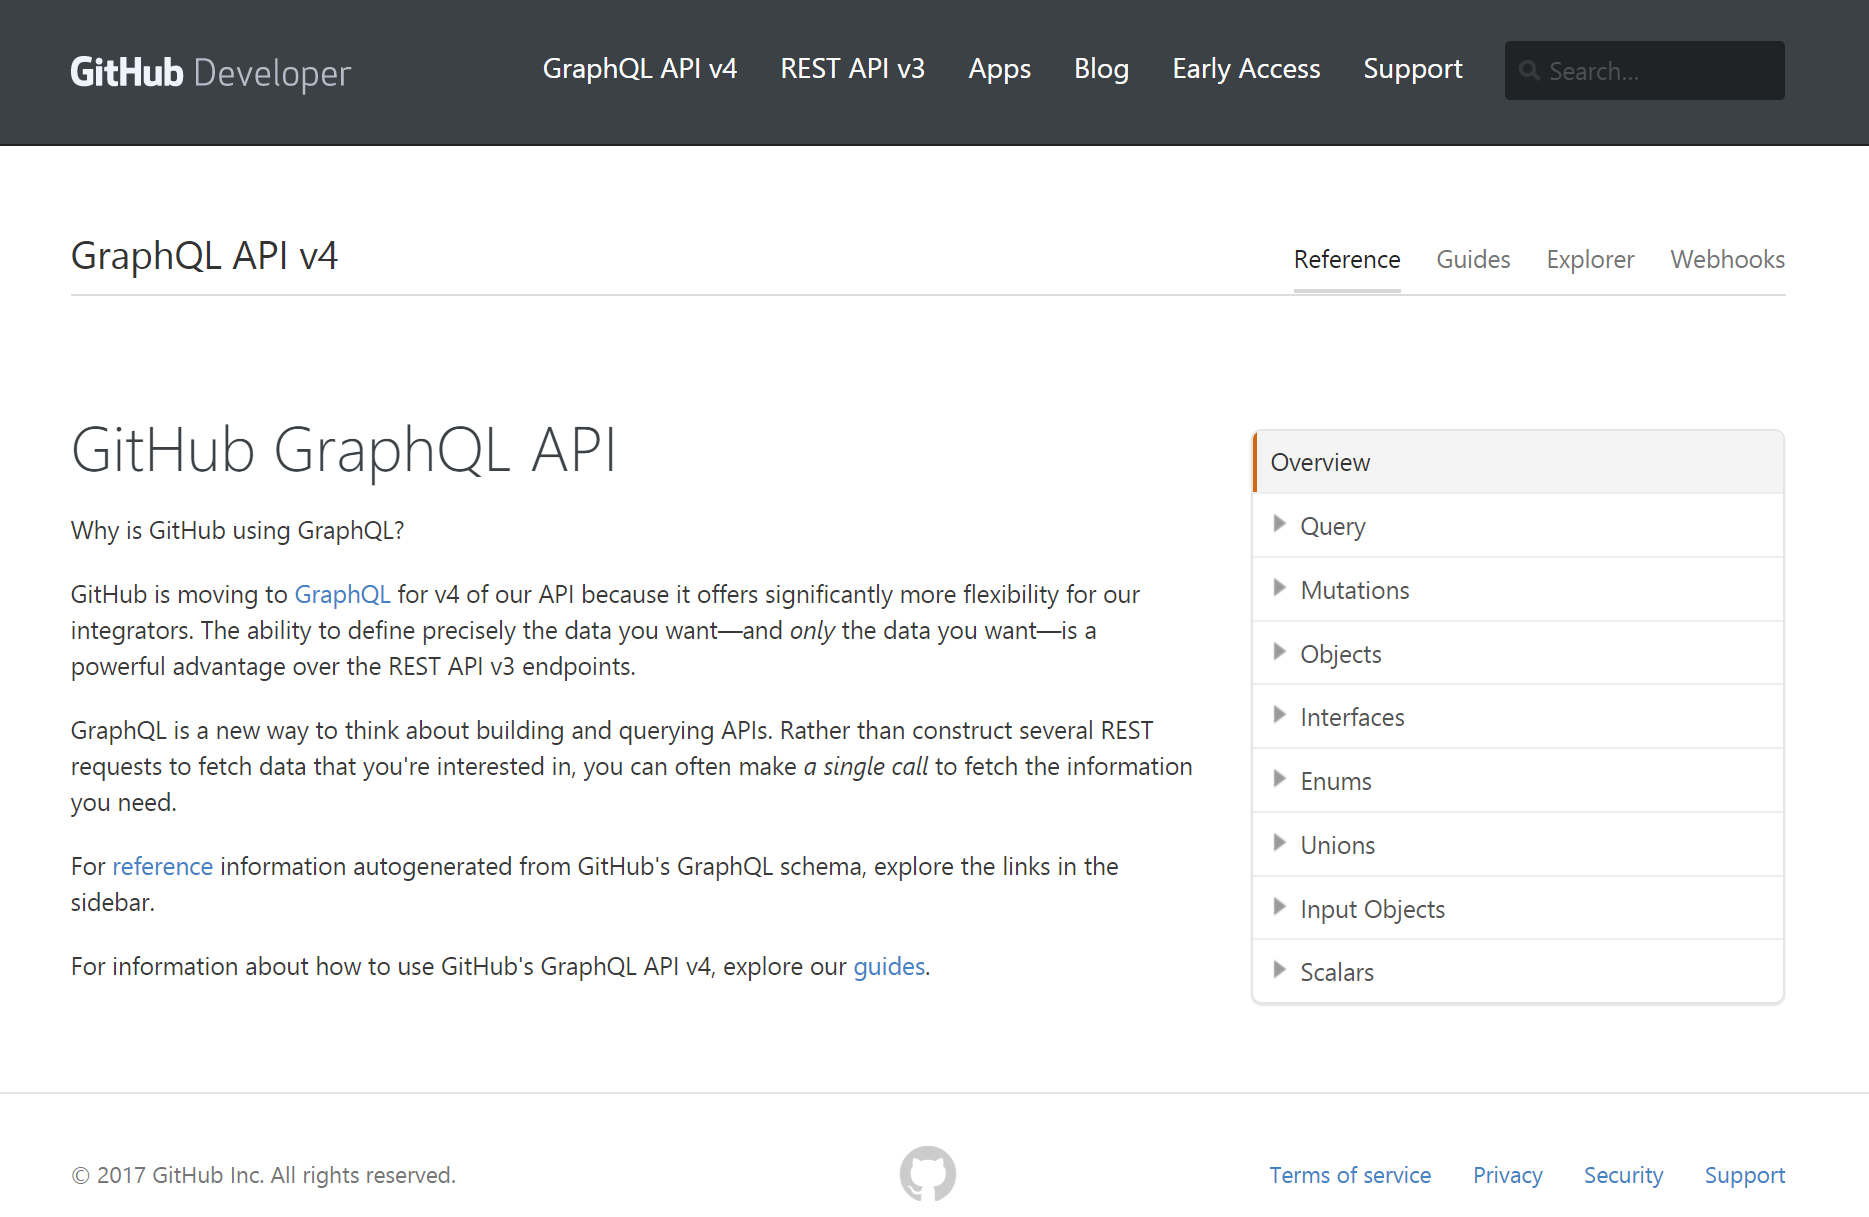 GitHub Developer
GraphQL API v4 REST API v3 Apps Blog Early Access Support Search...
GraphQL API v4
Reference Guides Explorer Webhooks
GitHub GraphQL API
Why is GitHub using GraphQL?
GitHub is moving to GraphQL for v4 of our API because it offers significantly more flexibility for our
integrators. The ability to define precisely the data you want—and only the data you want—is a
powerful advantage over the REST API v3 endpoints.
GraphQL is a new way to think about building and querying APIs. Rather than construct several REST
requests to fetch data that you're interested in, you can often make a single call to fetch the information
you need.
For reference information autogenerated from GitHub's GraphQL schema, explore the links in the
sidebar.
For information about how to use GitHub's GraphQL API v4, explore our guides.
Overview
Query
Mutations
Objects
Interfaces
Enums
Unions
Input Objects
Scalars
© 2017 GitHub Inc. All rights reserved.
Terms of service Privacy Security Support